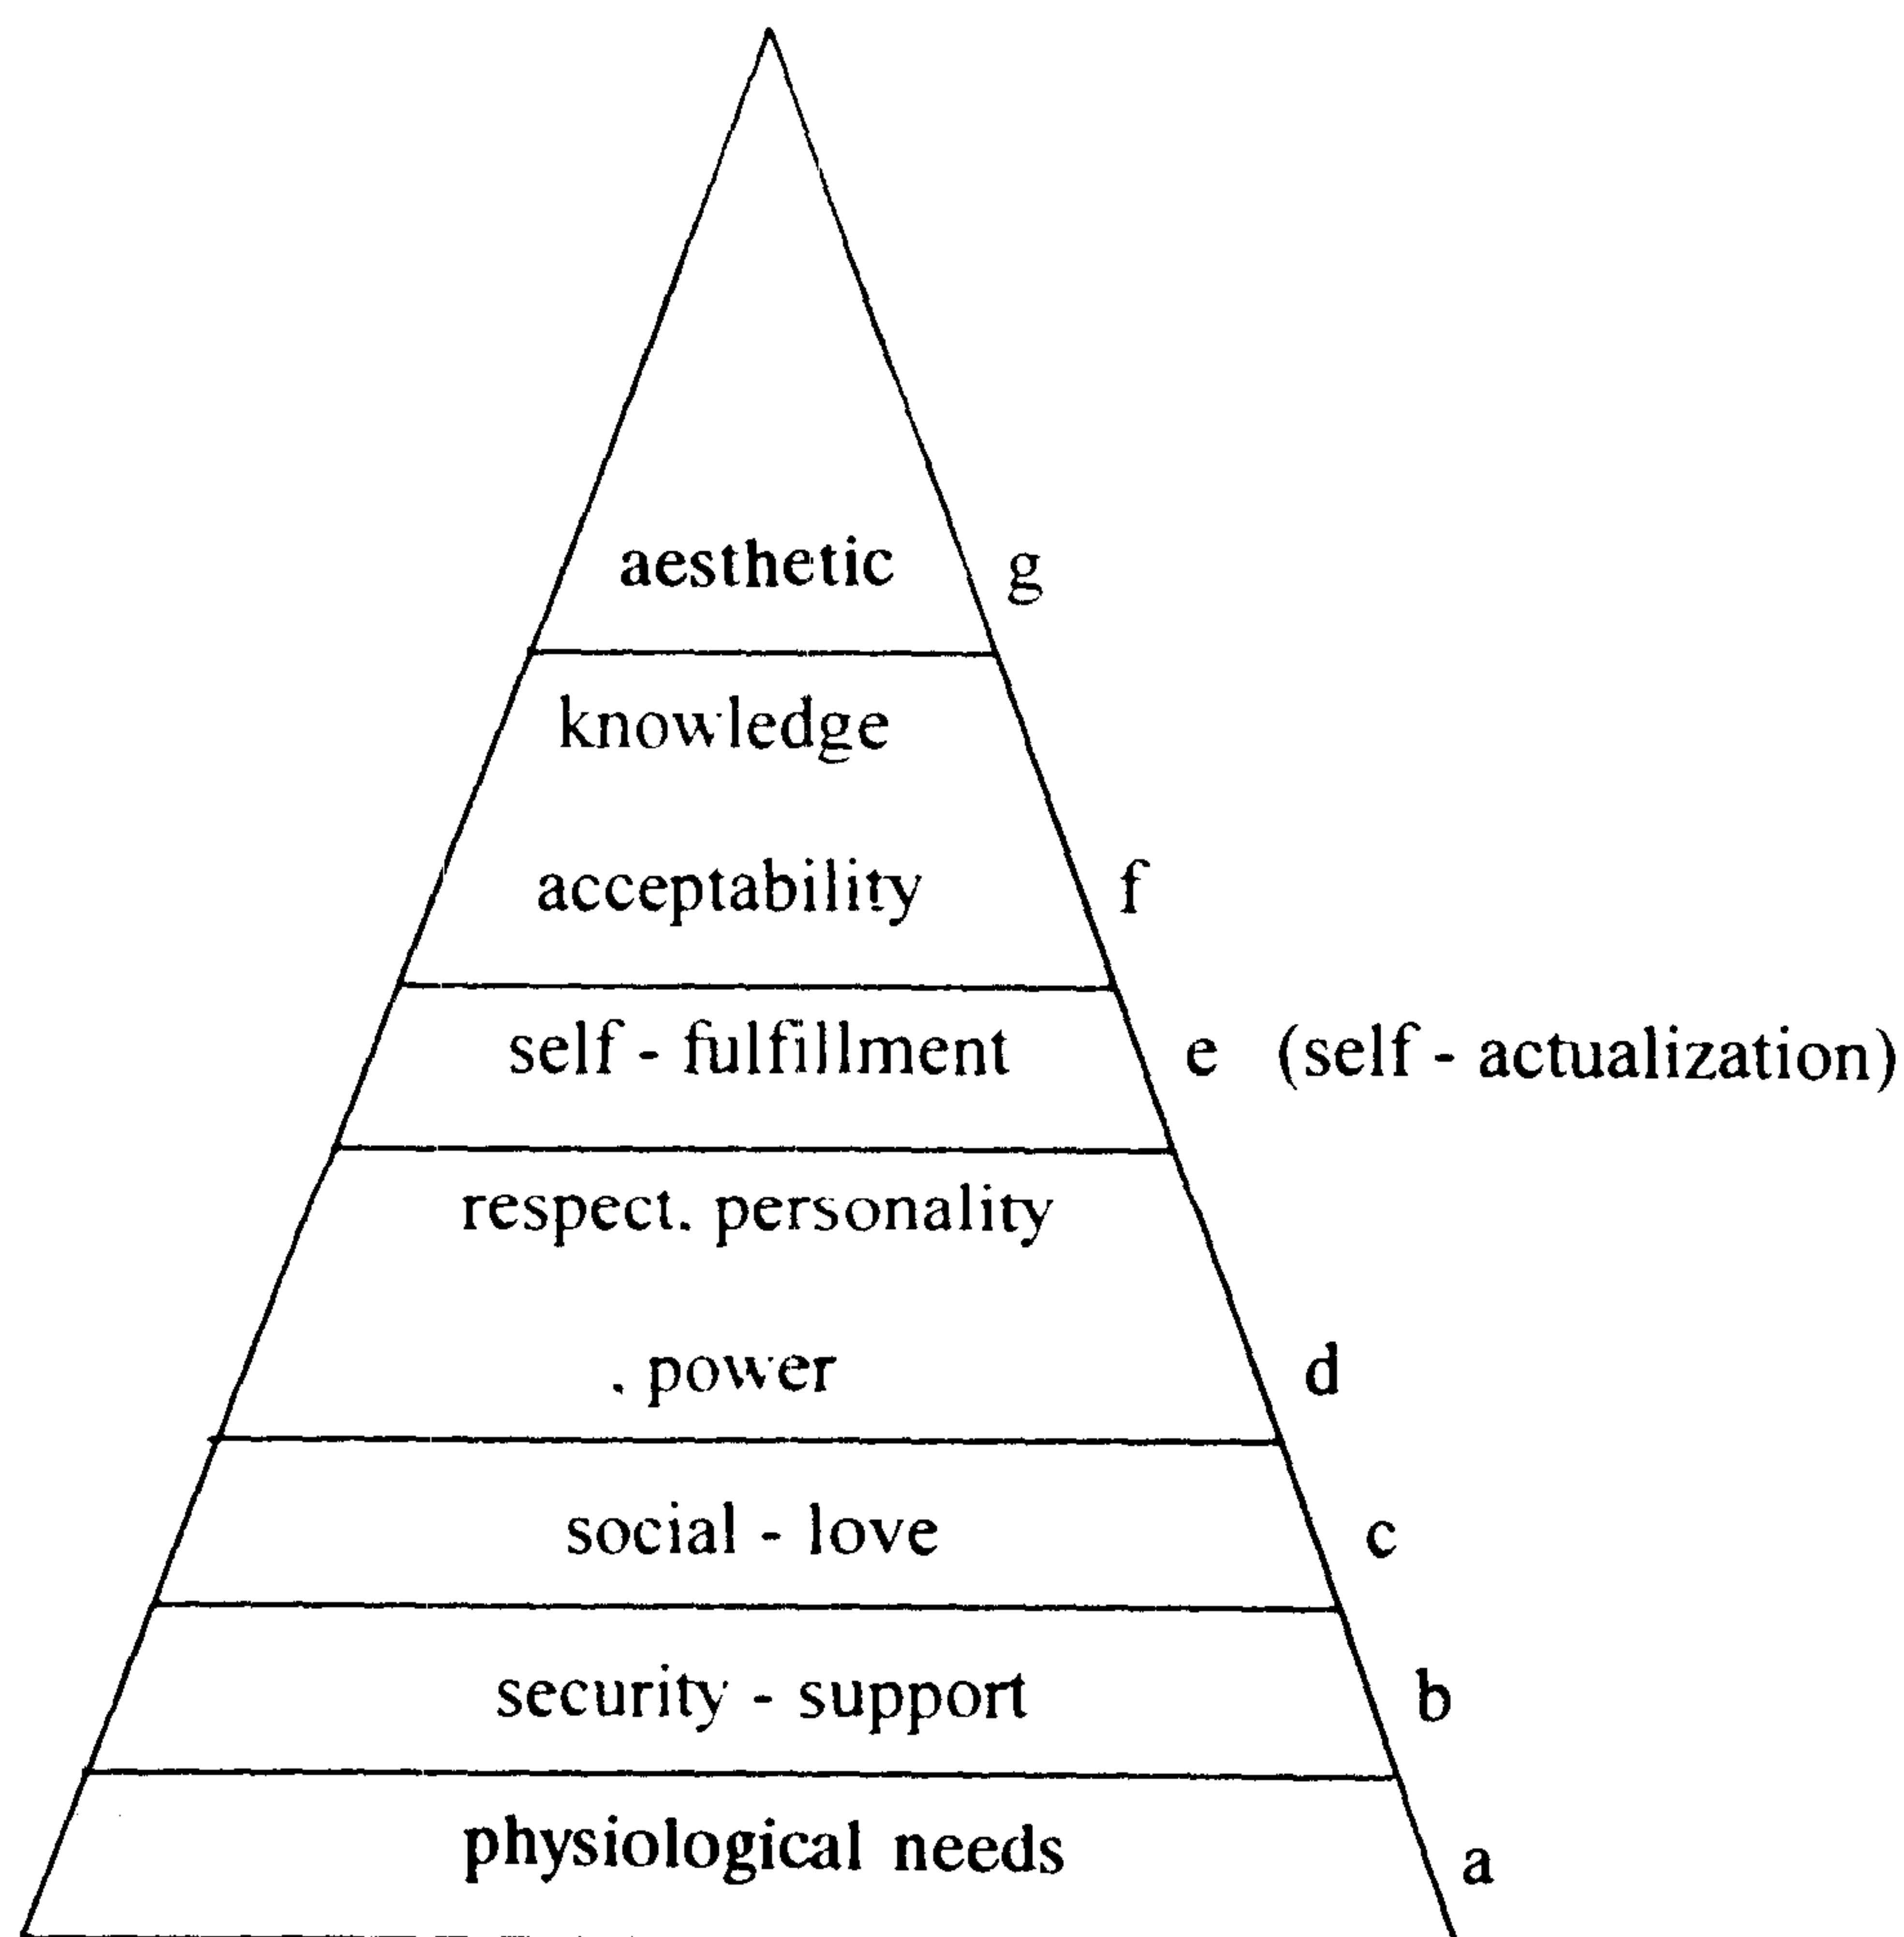 aesthetic g
knowledge
acceptability f
self - fulfillment e (self - actualization)
respect. personality
. power d
social - love c
security - support b
physiological needs a